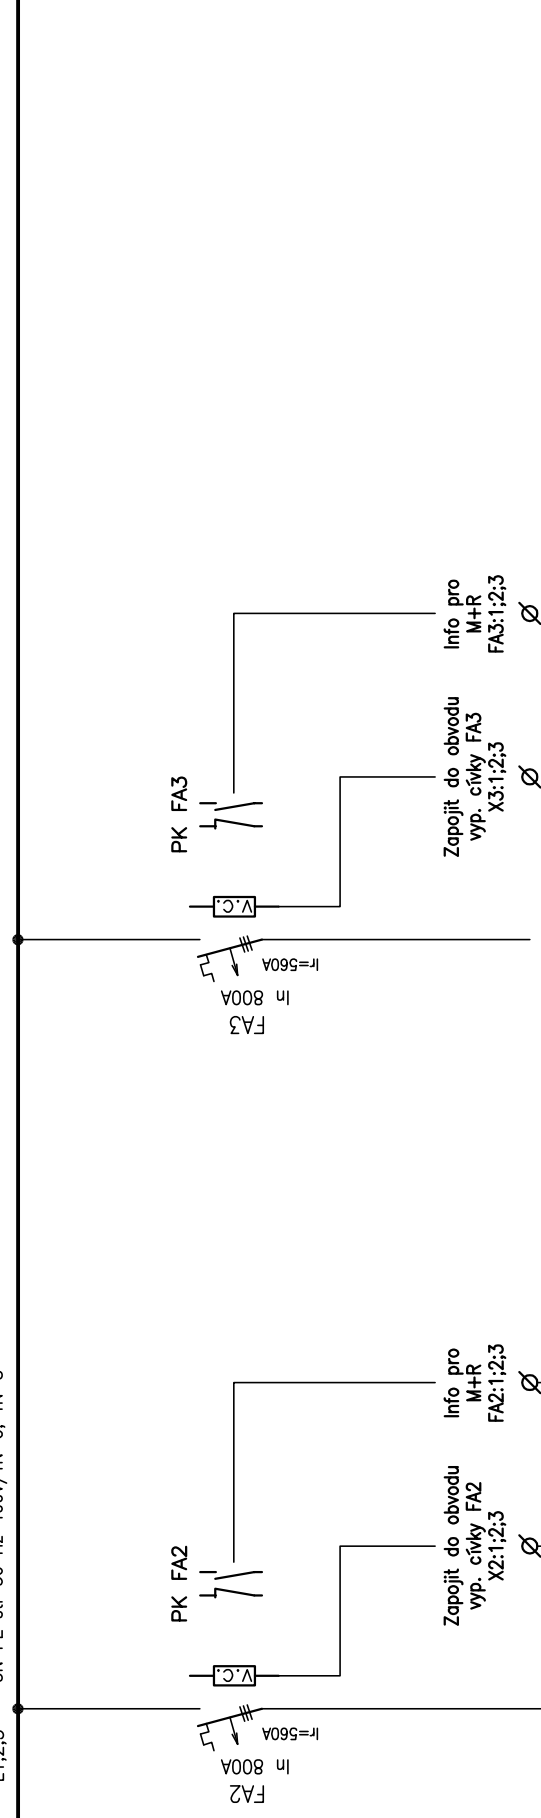 PK FA3
V.C.
Ir=560A
In 800A
FA3
Info pro
M+R
FA3:1;2;3
Zapojit do obvodu
vyp. cívky FA3
X3:1;2;3
PK FA2
V.C.
Ir=560A
In 800A
FA2
Info pro
M+R
FA2:1;2;3
Zapojit do obvodu
vyp. cívky FA2
X2:1;2;3